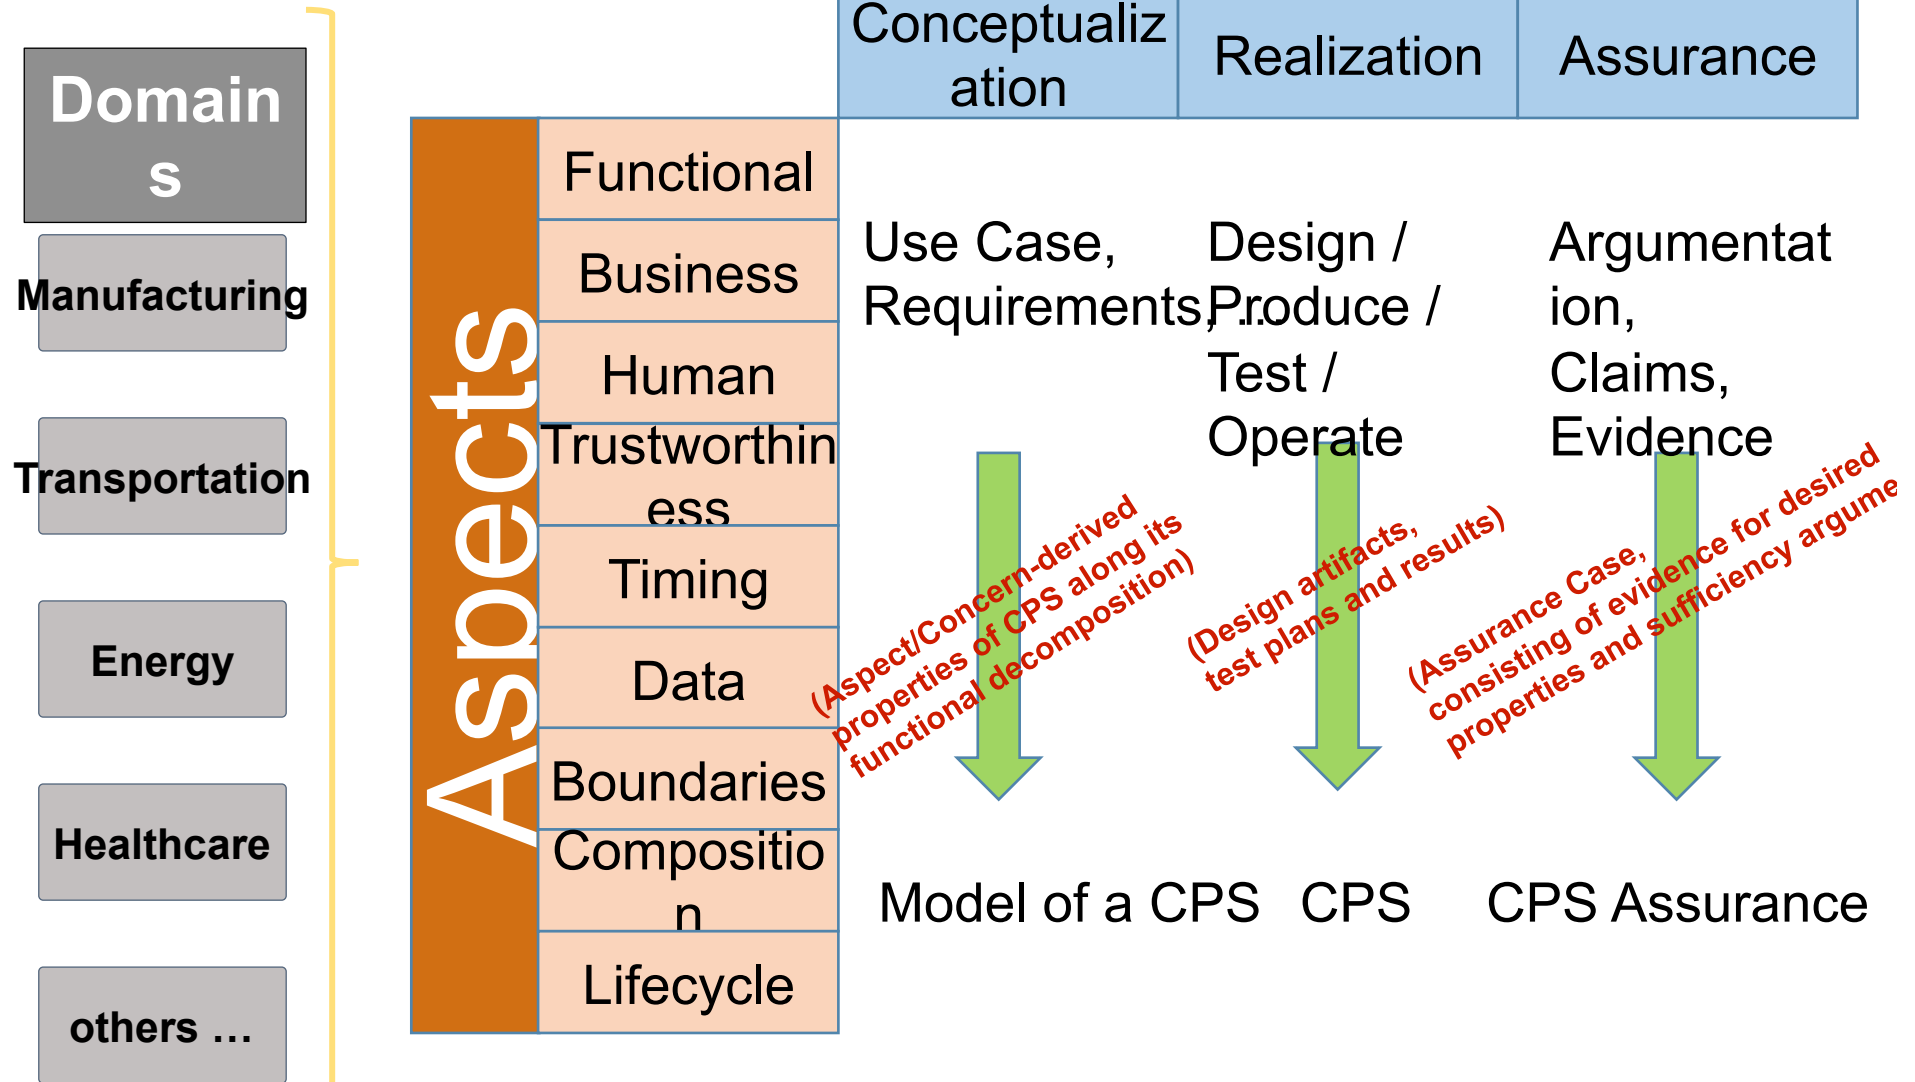 Domain
s
Manufacturing
Transportation
Energy
Healthcare
others …
Aspects
Functional
Business
Human
Trustworthin
ess
Timing
Data
Boundaries
Compositio
n
Lifecycle
Conceptualiz
ation
Realization
Assurance
Use Case,
Requirements, …
Design /
Produce /
Test /
Operate
Argumentat
ion,
Claims,
Evidence
(Aspect/Concern-derived
properties of CPS along its
functional decomposition)
(Design artifacts,
test plans and results)
(Assurance Case,
consisting of evidence for desired
properties and sufficiency argume
Model of a CPS
CPS
CPS Assurance